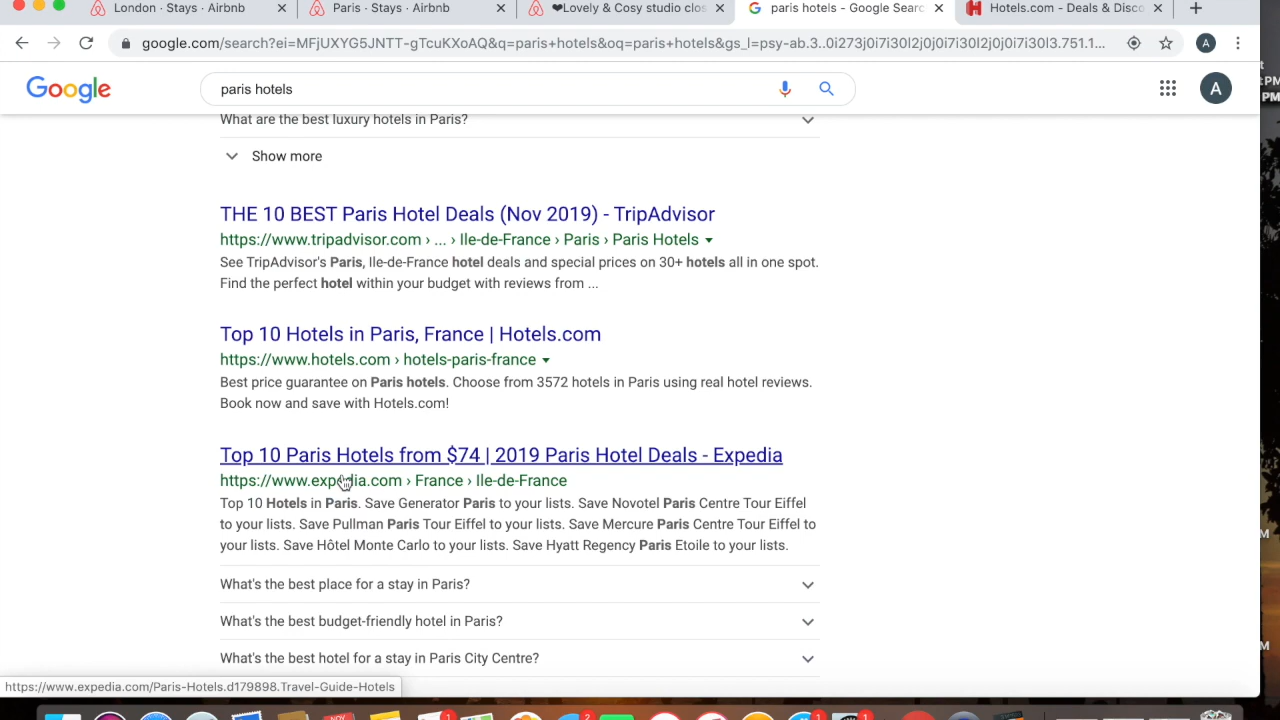 London · Stays · Airbnb
Paris · Stays · Airbnb
❤Lovely & Cosy studio clos
paris hotels - Google Searc
Hotels.com - Deals & Disco
google.com/search?ei=MFjUXYG5JNTT-gTcuKXoAQ&q=paris+hotels&oq=paris+hotels&gs_l=psy-ab.3..0i273j0i7i30l2j0j0i7i30l2j0j0i7i30l3.751.1...
A
Google
paris hotels
A
PM
PM
What are the best luxury hotels in Paris?
Show more
THE 10 BEST Paris Hotel Deals (Nov 2019) - TripAdvisor
https://www.tripadvisor.com › ... › Ile-de-France › Paris › Paris Hotels
See TripAdvisor's Paris, Ile-de-France hotel deals and special prices on 30+ hotels all in one spot.
Find the perfect hotel within your budget with reviews from ...
Top 10 Hotels in Paris, France | Hotels.com
https://www.hotels.com › hotels-paris-france
Best price guarantee on Paris hotels. Choose from 3572 hotels in Paris using real hotel reviews.
Book now and save with Hotels.com!
Top 10 Paris Hotels from $74 | 2019 Paris Hotel Deals - Expedia
https://www.expedia.com › France › Ile-de-France
Top 10 Hotels in Paris. Save Generator Paris to your lists. Save Novotel Paris Centre Tour Eiffel
to your lists. Save Pullman Paris Tour Eiffel to your lists. Save Mercure Paris Centre Tour Eiffel to
your lists. Save Hôtel Monte Carlo to your lists. Save Hyatt Regency Paris Etoile to your lists.
What's the best place for a stay in Paris?
What's the best budget-friendly hotel in Paris?
What's the best hotel for a stay in Paris City Centre?
https://www.expedia.com/Paris-Hotels.d179898.Travel-Guide-Hotels
NOV
1
2
1
1